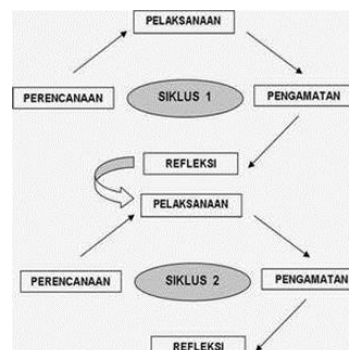 PELAKSANAAN
PERENCANAAN
SIKLUS 1
PENGAMATAN
REFLEKSI
PELAKSANAAN
PERENCANAAN
SIKLUS 2
PENGAMATAN
REFLEKSI